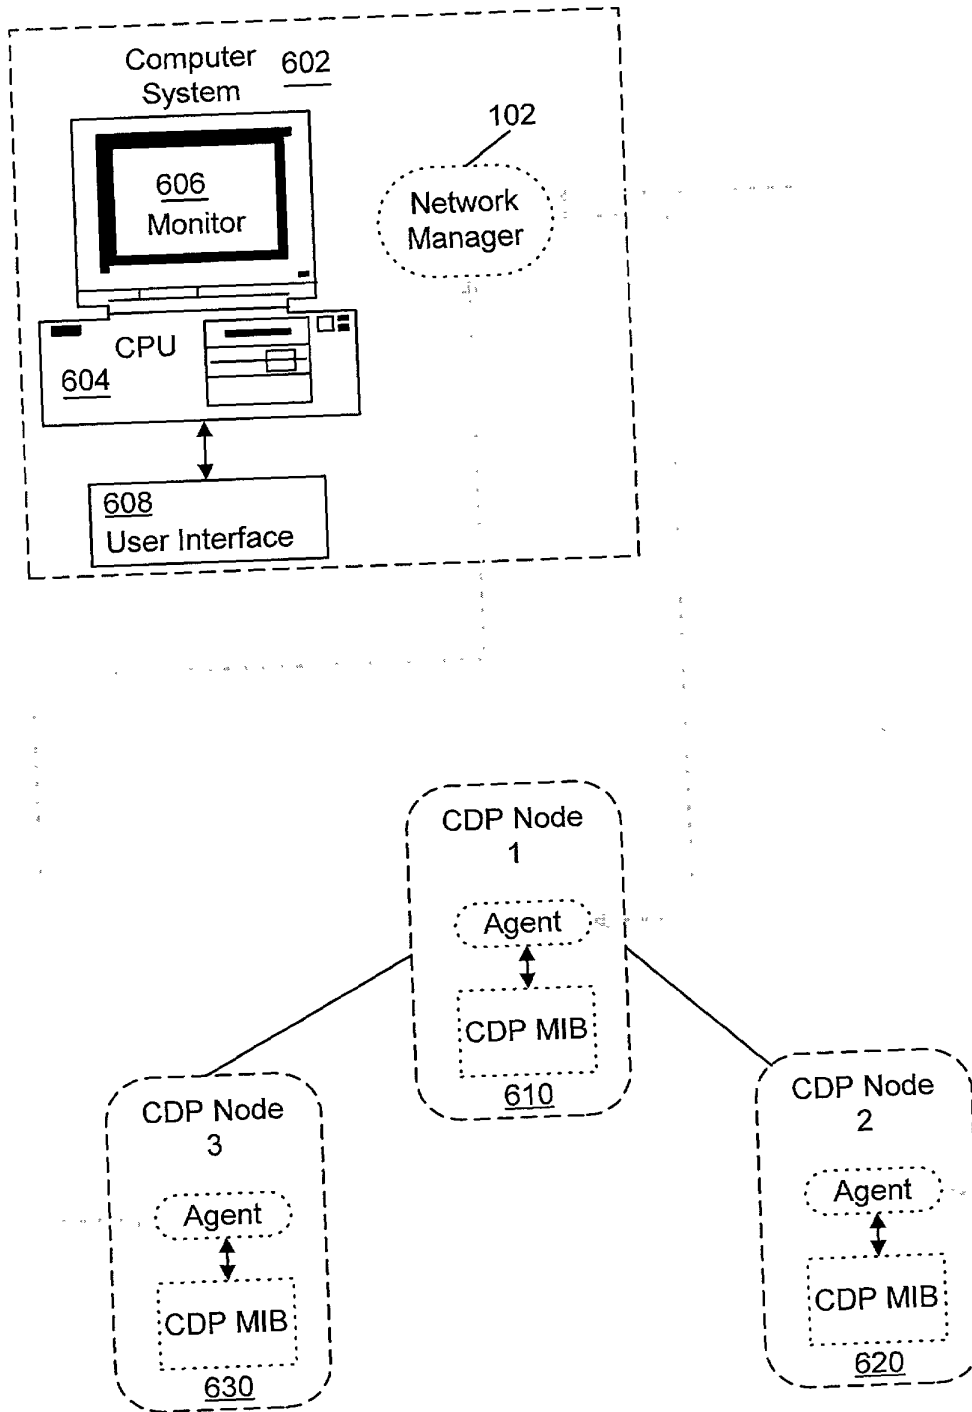 Computer
System 602
102
606
Monitor
Network
Manager
CPU
604
608
User Interface
CDP Node
1
Agent
CDP MIB
610
CDP Node
3
Agent
CDP MIB
630
CDP Node
2
Agent
CDP MIB
620